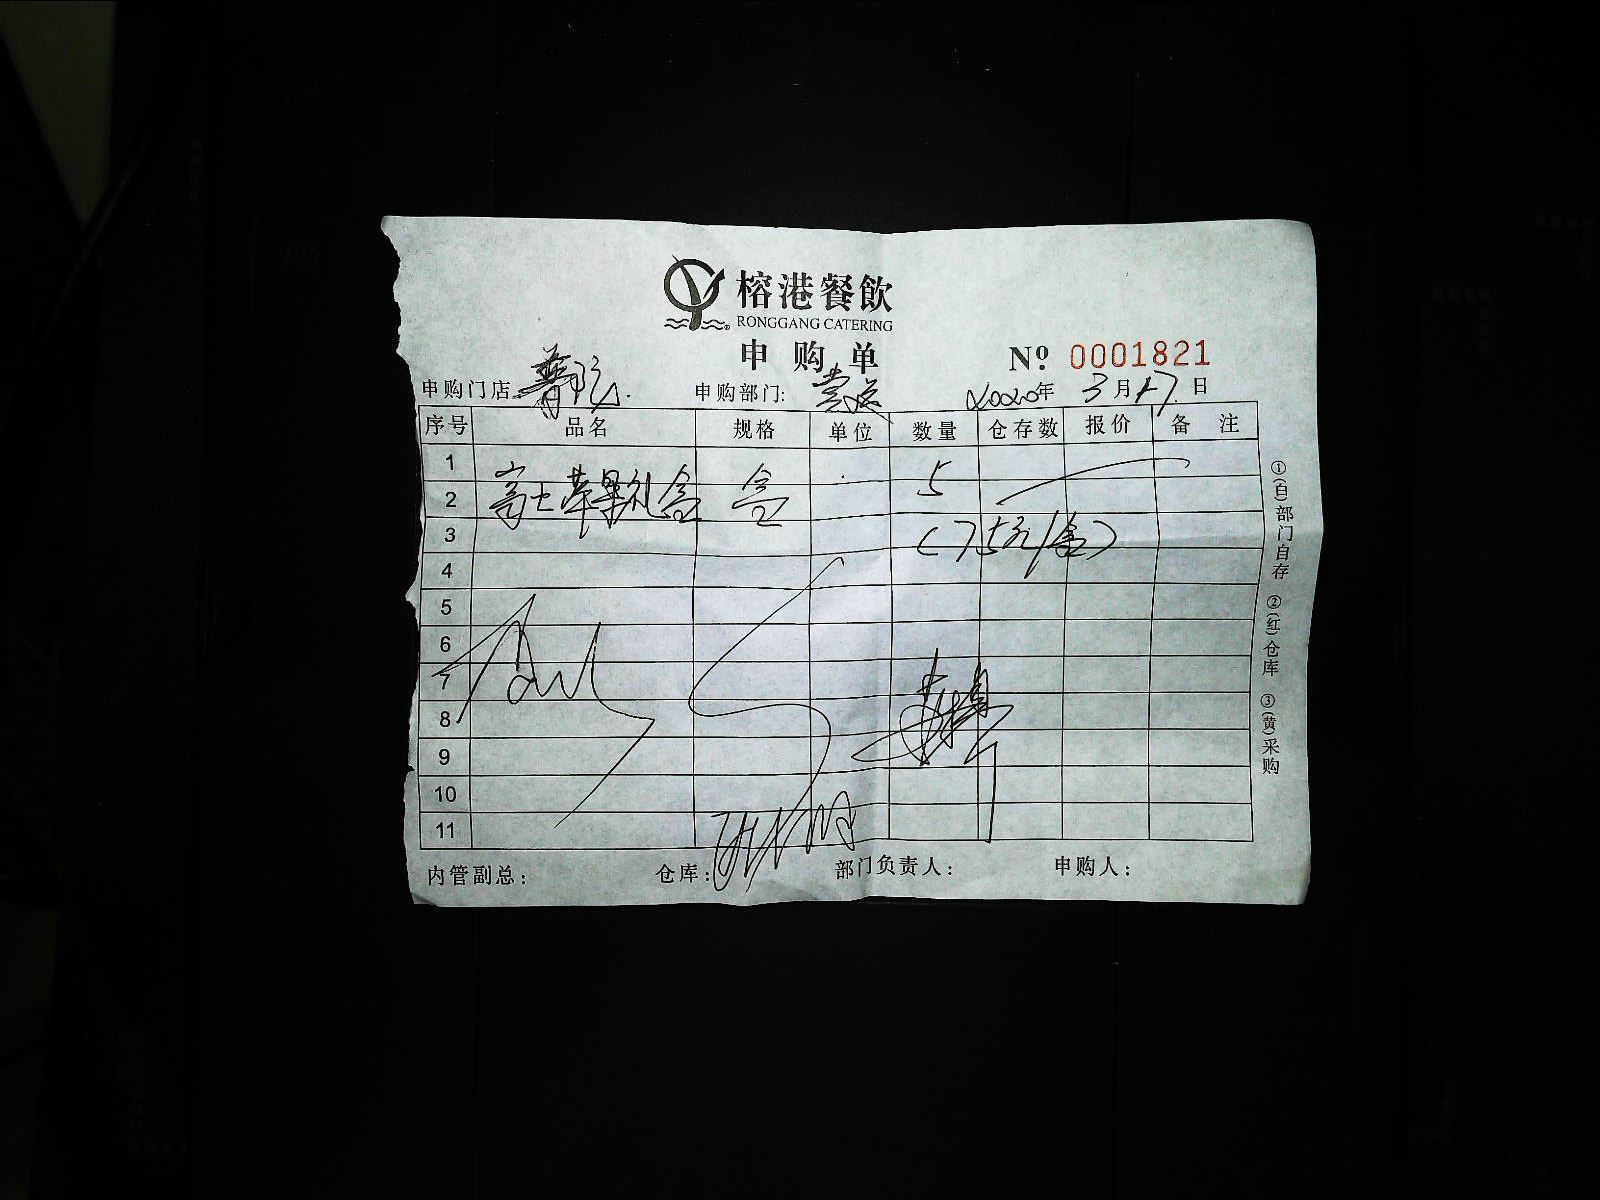 榕港餐飲
RONGGANG CATERING
申购单
Nº 0001821
申购门店 申购部门: 2020年 3月17日
序号 品名 规格 单位 数量 仓存数 报价 备 注
1
2 富士苹果礼盒 盒 5
3 (75元/盒)
4
5
6
7
8
9
10
11
内管副总: 仓库: 部门负责人: 申购人:
①(白)部门自存 ②(红)仓库 ③(黄)采购